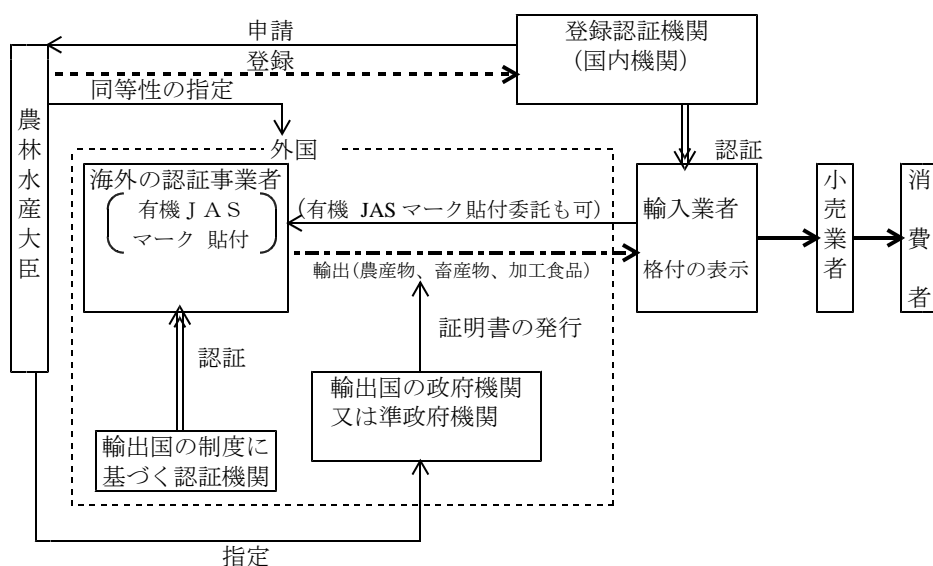 申請
登録
同等性の指定
登録認証機関
(国内機関)
農林水産大臣
外国
認証
海外の認証事業者
有機ＪＡＳ
マーク 貼付
(有機 JASマーク貼付委託も可)
輸入業者
格付の表示
小売業者
消費者
輸出(農産物、畜産物、加工食品)
証明書の発行
認証
輸出国の政府機関
又は準政府機関
輸出国の制度に
基づく認証機関
指定